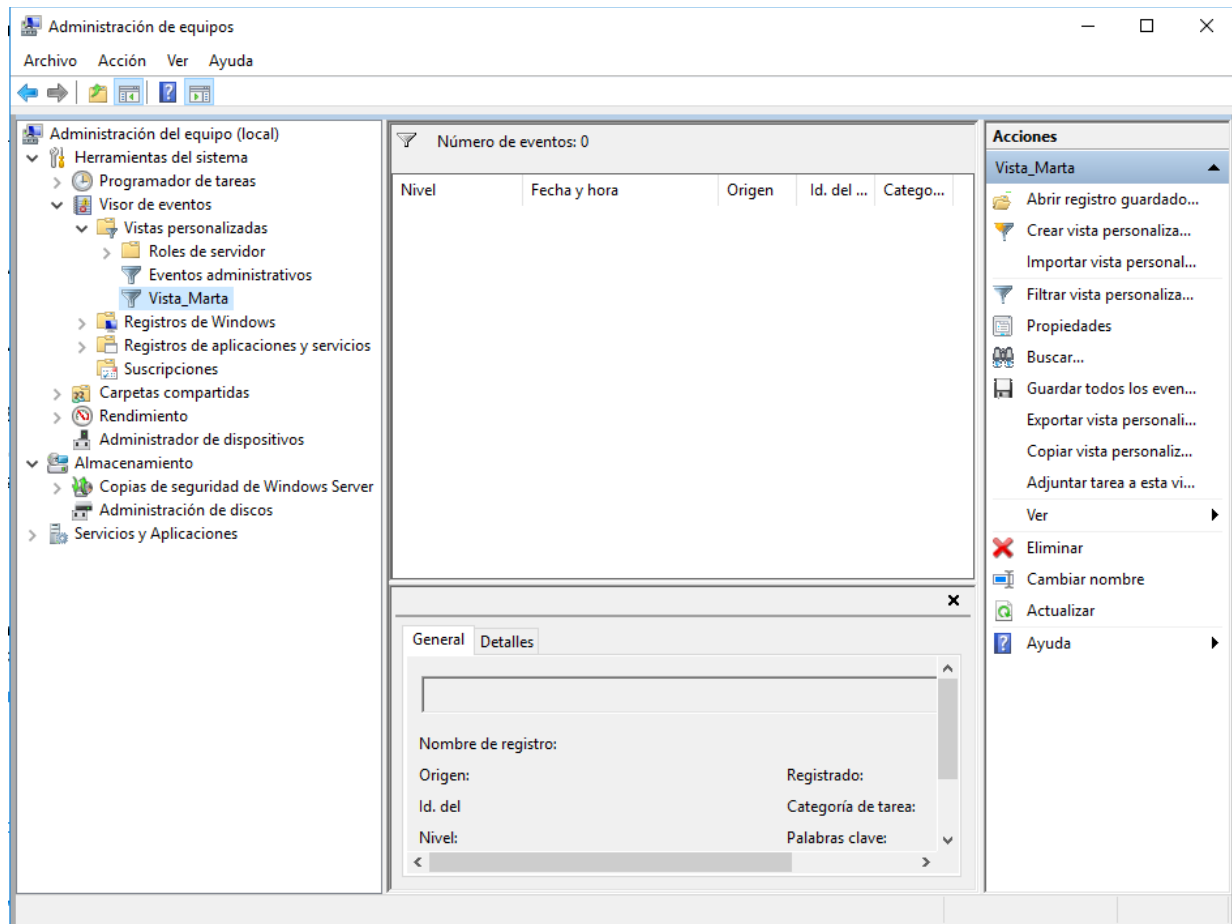 Administración de equipos
Archivo Acción Ver Ayuda
Administración del equipo (local)
Herramientas del sistema
Programador de tareas
Visor de eventos
Vistas personalizadas
Roles de servidor
Eventos administrativos
Vista_Marta
Registros de Windows
Registros de aplicaciones y servicios
Suscripciones
Carpetas compartidas
Rendimiento
Administrador de dispositivos
Almacenamiento
Copias de seguridad de Windows Server
Administración de discos
Servicios y Aplicaciones
Número de eventos: 0
Nivel Fecha y hora Origen Id. del ... Catego...
General Detalles
Nombre de registro:
Origen: Registrado:
Id. del Categoría de tarea:
Nivel: Palabras clave:
Acciones
Vista_Marta
Abrir registro guardado...
Crear vista personaliza...
Importar vista personal...
Filtrar vista personaliza...
Propiedades
Buscar...
Guardar todos los even...
Exportar vista personali...
Copiar vista personaliz...
Adjuntar tarea a esta vi...
Ver
Eliminar
Cambiar nombre
Actualizar
Ayuda